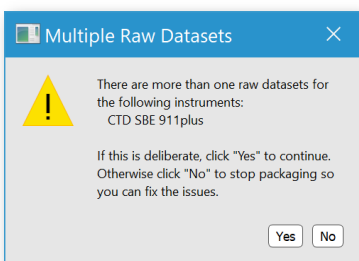 Multiple Raw Datasets
There are more than one raw datasets for
the following instruments:
CTD SBE 911plus
If this is deliberate, click "Yes" to continue.
Otherwise click "No" to stop packaging so
you can fix the issues.
Yes No